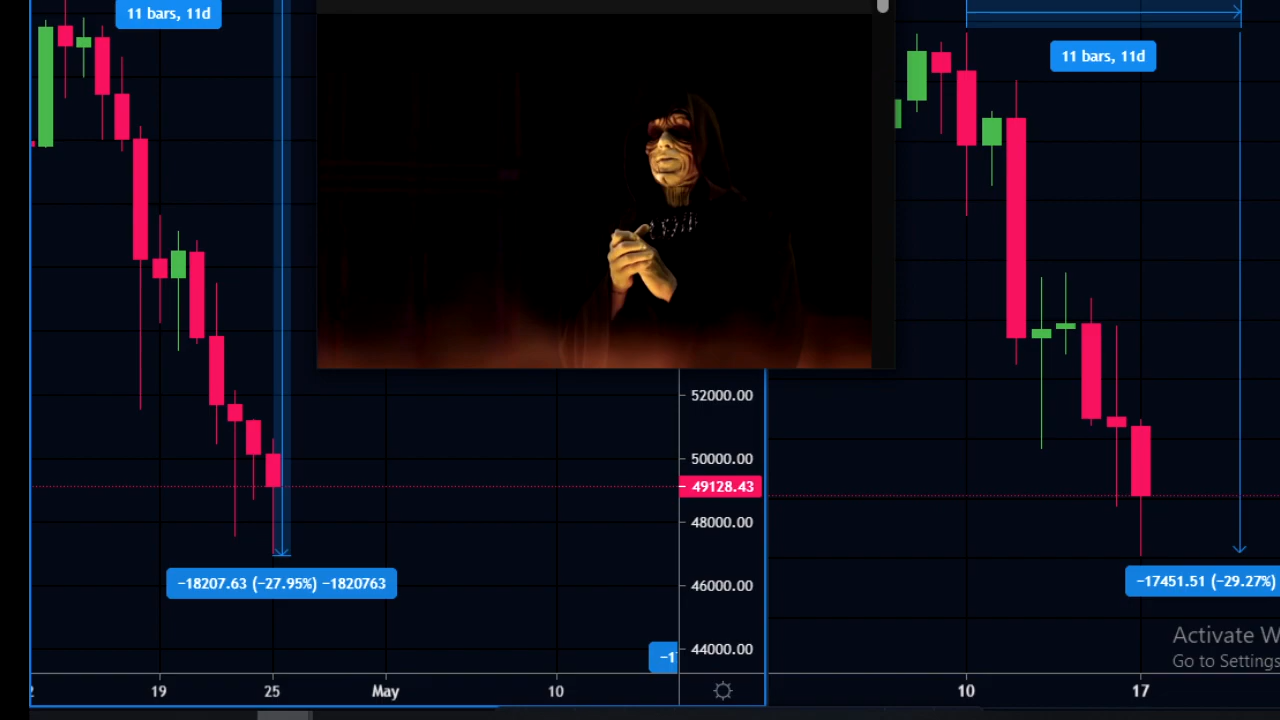 11 bars, 11d
11 bars, 11d
52000.00
50000.00
49128.43
48000.00
−18207.63 (−27.95%) −1820763
−17451.51 (−29.27%)
46000.00
Activate W
Go to Settings
44000.00
19
25
May
10
10
17